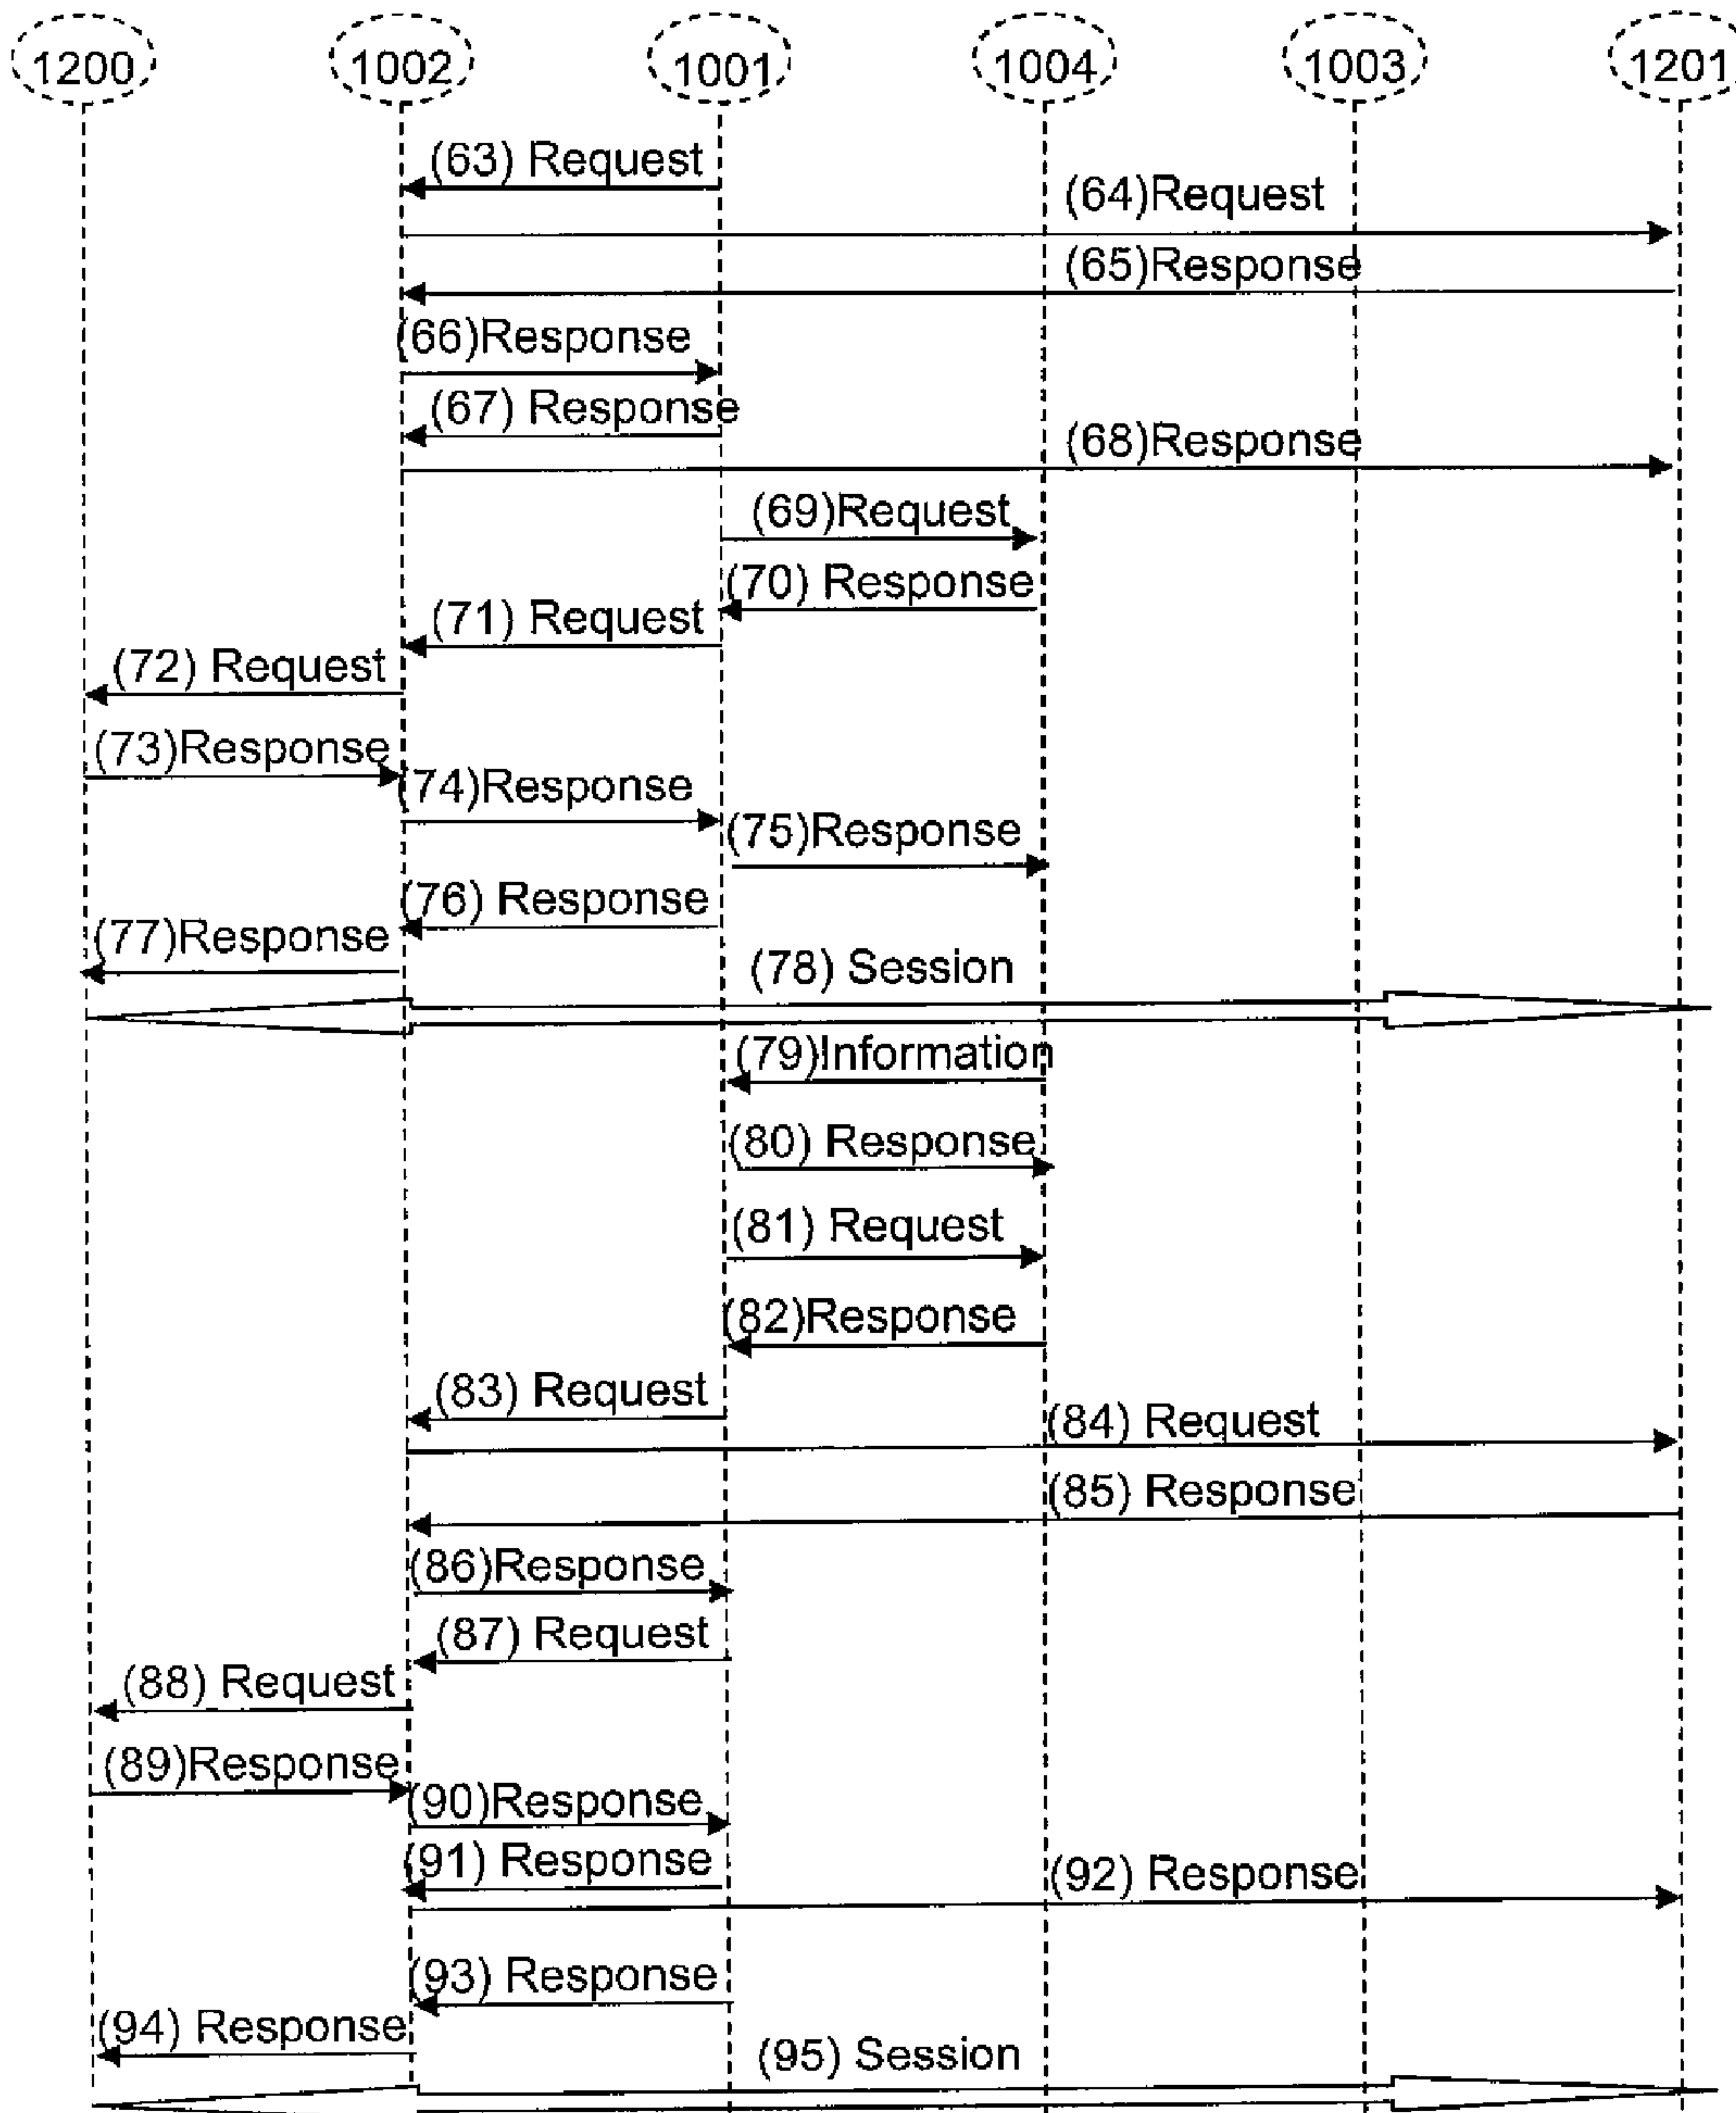 1200 1002 1001 1004 1003 1201
(63) Request
(64)Request
(65)Response
(66)Response
(67) Response
(68)Response
(69)Request
(70) Response
(71) Request
(72) Request
(73)Response
(74)Response
(75)Response
(76) Response
(77)Response
(78) Session
(79)Information
(80) Response
(81) Request
(82)Response
(83) Request
(84) Request
(85) Response
(86)Response
(87) Request
(88) Request
(89)Response
(90)Response
(91) Response
(92) Response
(93) Response
(94) Response
(95) Session